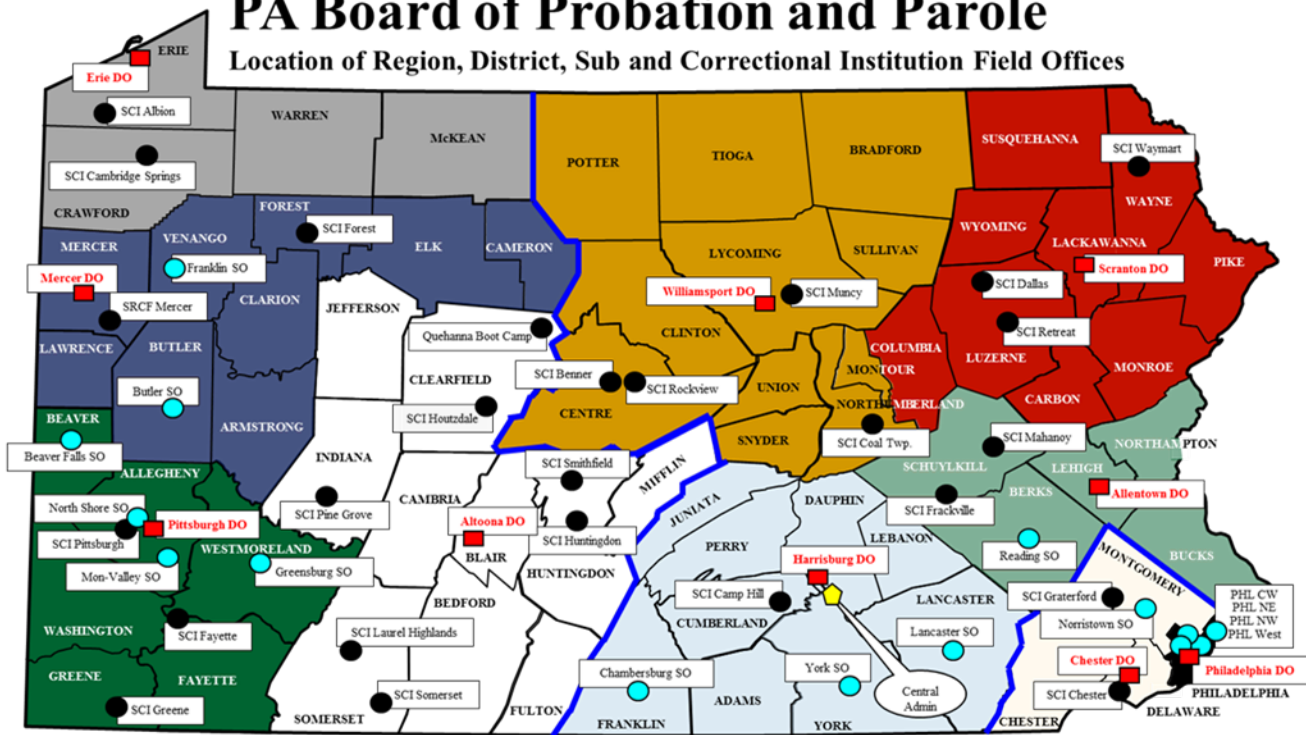 PA Board of Probation and Parole
Location of Region, District, Sub and Correctional Institution Field Offices
ERIE
Erie DO
SCI Albion
SCI Cambridge Springs
CRAWFORD
WARREN
McKEAN
POTTER
TIOGA
BRADFORD
SUSQUEHANNA
SCI Waymart
WAYNE
MERCER
VENANGO
FOREST
SCI Forest
ELK
CAMERON
LYCOMING
SULLIVAN
WYOMING
LACKAWANNA
PIKE
Mercer DO
Franklin SO
SRCF Mercer
CLARION
JEFFERSON
Williamsport DO
SCI Muncy
SCI Dallas
Scranton DO
LAWRENCE
BUTLER
Quehanna Boot Camp
CLINTON
COLUMBIA
SCI Retreat
LUZERNE
MONROE
Butler SO
CLEARFIELD
SCI Benner
SCI Rockview
UNION
MONTOUR
CARBON
BEAVER
Beaver Falls SO
ARMSTRONG
SCI Houtzdale
CENTRE
NORTHUMBERLAND
SNYDER
SCI Coal Twp.
SCI Mahanoy
NORTHAMPTON
ALLEGHENY
INDIANA
SCI Smithfield
MIFFLIN
SCHUYLKILL
LEHIGH
North Shore SO
Pittsburgh DO
SCI Pittsburgh
SCI Pine Grove
CAMBRIA
Altoona DO
SCI Huntingdon
JUNIATA
DAUPHIN
SCI Frackville
BERKS
Allentown DO
WESTMORELAND
Mon-Valley SO
Greensburg SO
BLAIR
HUNTINGDON
PERRY
LEBANON
Harrisburg DO
Reading SO
BUCKS
MONTGOMERY
WASHINGTON
SCI Fayette
BEDFORD
SCI Camp Hill
CUMBERLAND
LANCASTER
SCI Graterford
Norristown SO
PHL CW
PHL NE
PHL NW
PHL West
SCI Laurel Highlands
Lancaster SO
GREENE
FAYETTE
SCI Greene
SCI Somerset
SOMERSET
FULTON
Chambersburg SO
FRANKLIN
ADAMS
York SO
YORK
Central
Admin
Chester DO
SCI Chester
Philadelphia DO
PHILADELPHIA
DELAWARE
CHESTER